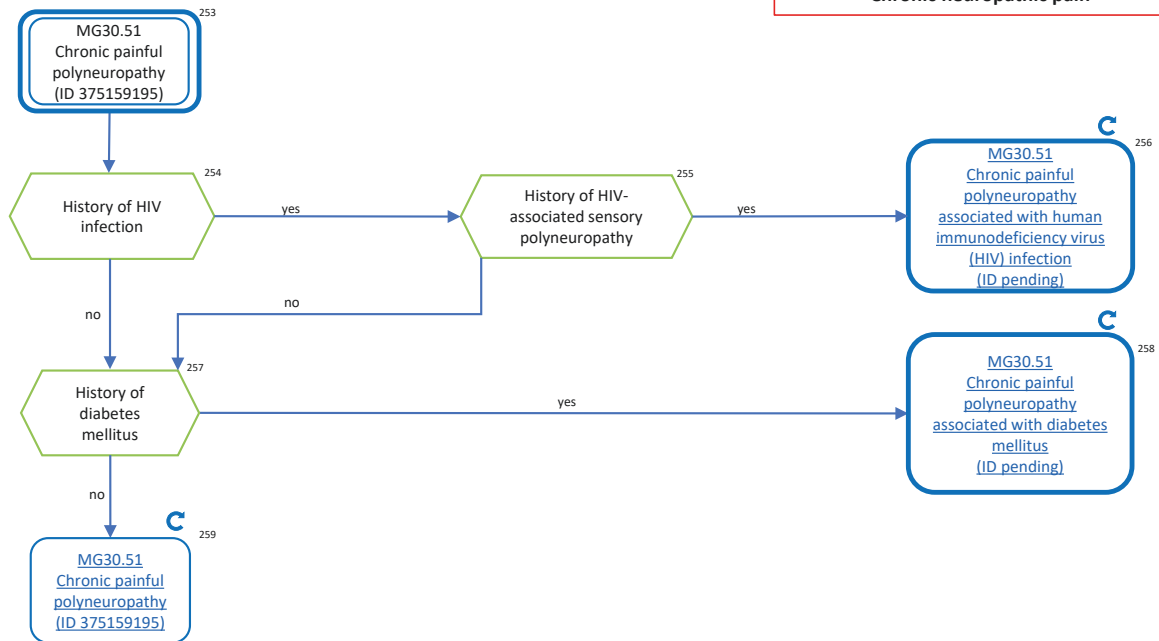 Chronic neuropathic pain
253
MG30.51
Chronic painful
polyneuropathy
(ID 375159195)
254
History of HIV
infection
yes
255
History of HIV-
associated sensory
polyneuropathy
yes
256
MG30.51
Chronic painful
polyneuropathy
associated with human
immunodeficiency virus
(HIV) infection
(ID pending)
no
no
257
History of
diabetes
mellitus
yes
258
MG30.51
Chronic painful
polyneuropathy
associated with diabetes
mellitus
(ID pending)
no
259
MG30.51
Chronic painful
polyneuropathy
(ID 375159195)